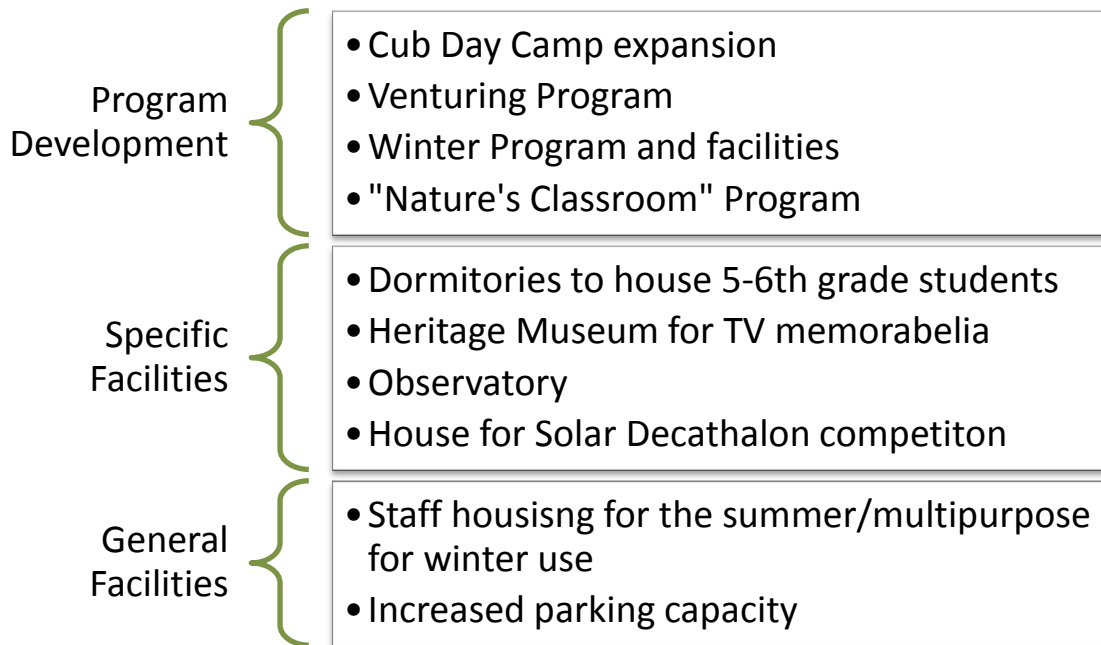 Program
Development
• Cub Day Camp expansion
• Venturing Program
• Winter Program and facilities
• "Nature's Classroom" Program
Specific
Facilities
• Dormitories to house 5-6th grade students
• Heritage Museum for TV memorabelia
• Observatory
• House for Solar Decathalon competiton
General
Facilities
• Staff housisng for the summer/multipurpose
for winter use
• Increased parking capacity